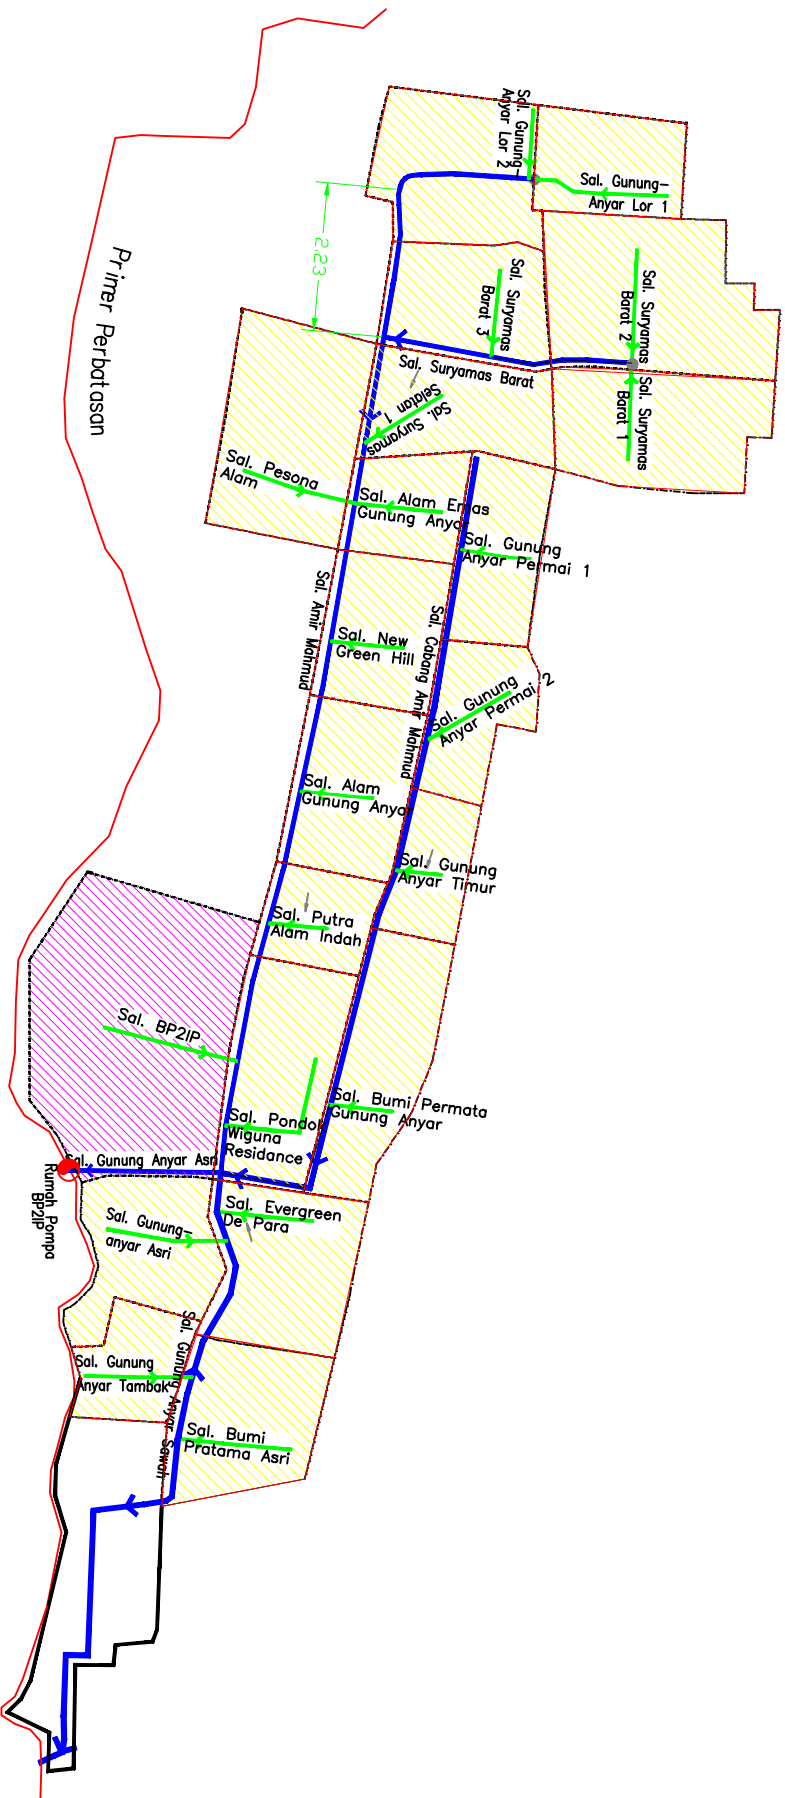 Sal. Gunung-
Anyar Lor 2
Sal. Gunung-
Anyar Lor 1
2.23
Primer Perbatasan
Sal. Suryamas
Barat 3
Sal. Suryamas
Barat 2
Sal. Suryamas
Barat 1
Sal. Suryamas Barat
Sal. Suryamas
Selatan 1
Sal. Pesona
Alam
Sal. Alam Emas
Gunung Anyar
Sal. Gunung
Anyar Permai 1
Sal. Amir Mahmud
Sal. New
Green Hill
Sal. Cabang Amir Mahmud
Sal. Gunung
Anyar Permai 2
Sal. Alam
Gunung Anyar
Sal. Gunung
Anyar Timur
Sal. Putra
Alam Indah
Sal. BP2IP
Sal. Bumi Permata
Gunung Anyar
Sal. Pondok
Wiguna
Residance
Sal. Gunung Anyar Asri
Rumah Pompa
BP2IP
Sal. Evergreen
De Para
Sal. Gunung-
anyar Asri
Sal. Gunung Anyar Sawah
Sal. Gunung
Anyar Tambak
Sal. Bumi
Pratama Asri